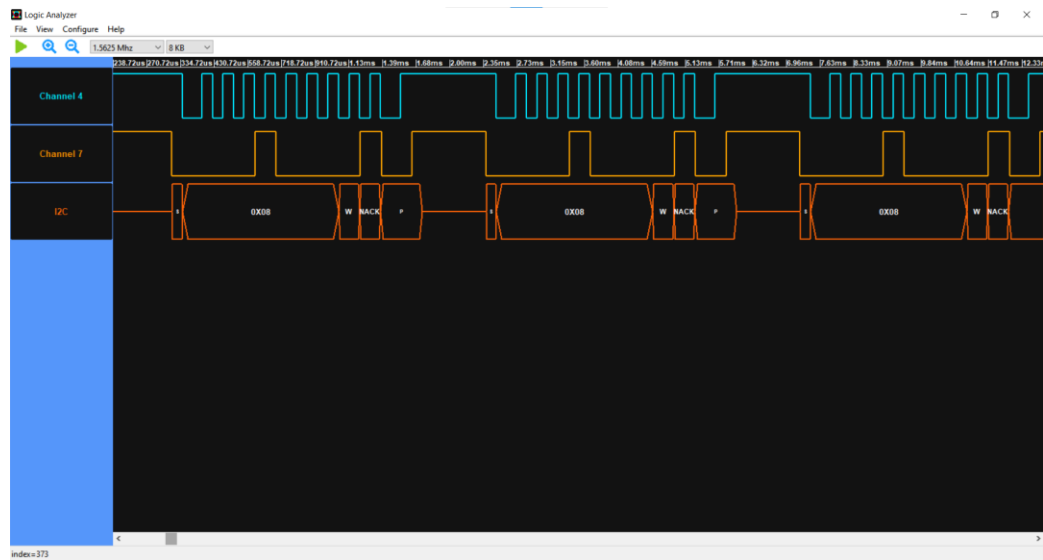 Logic Analyzer
File View Configure Help
1.5625 Mhz 8 KB
238.72us 270.72us 334.72us 430.72us 558.72us 718.72us 910.72us 1.13ms 1.39ms 1.68ms 2.00ms 2.35ms 2.73ms 3.15ms 3.60ms 4.08ms 4.59ms 5.13ms 5.71ms 6.32ms 6.96ms 7.63ms 8.33ms 9.07ms 9.84ms 10.64ms 11.47ms
Channel 4
Channel 7
I2C S 0X08 W NACK P S 0X08 W NACK P S 0X08 W NACK
index=373